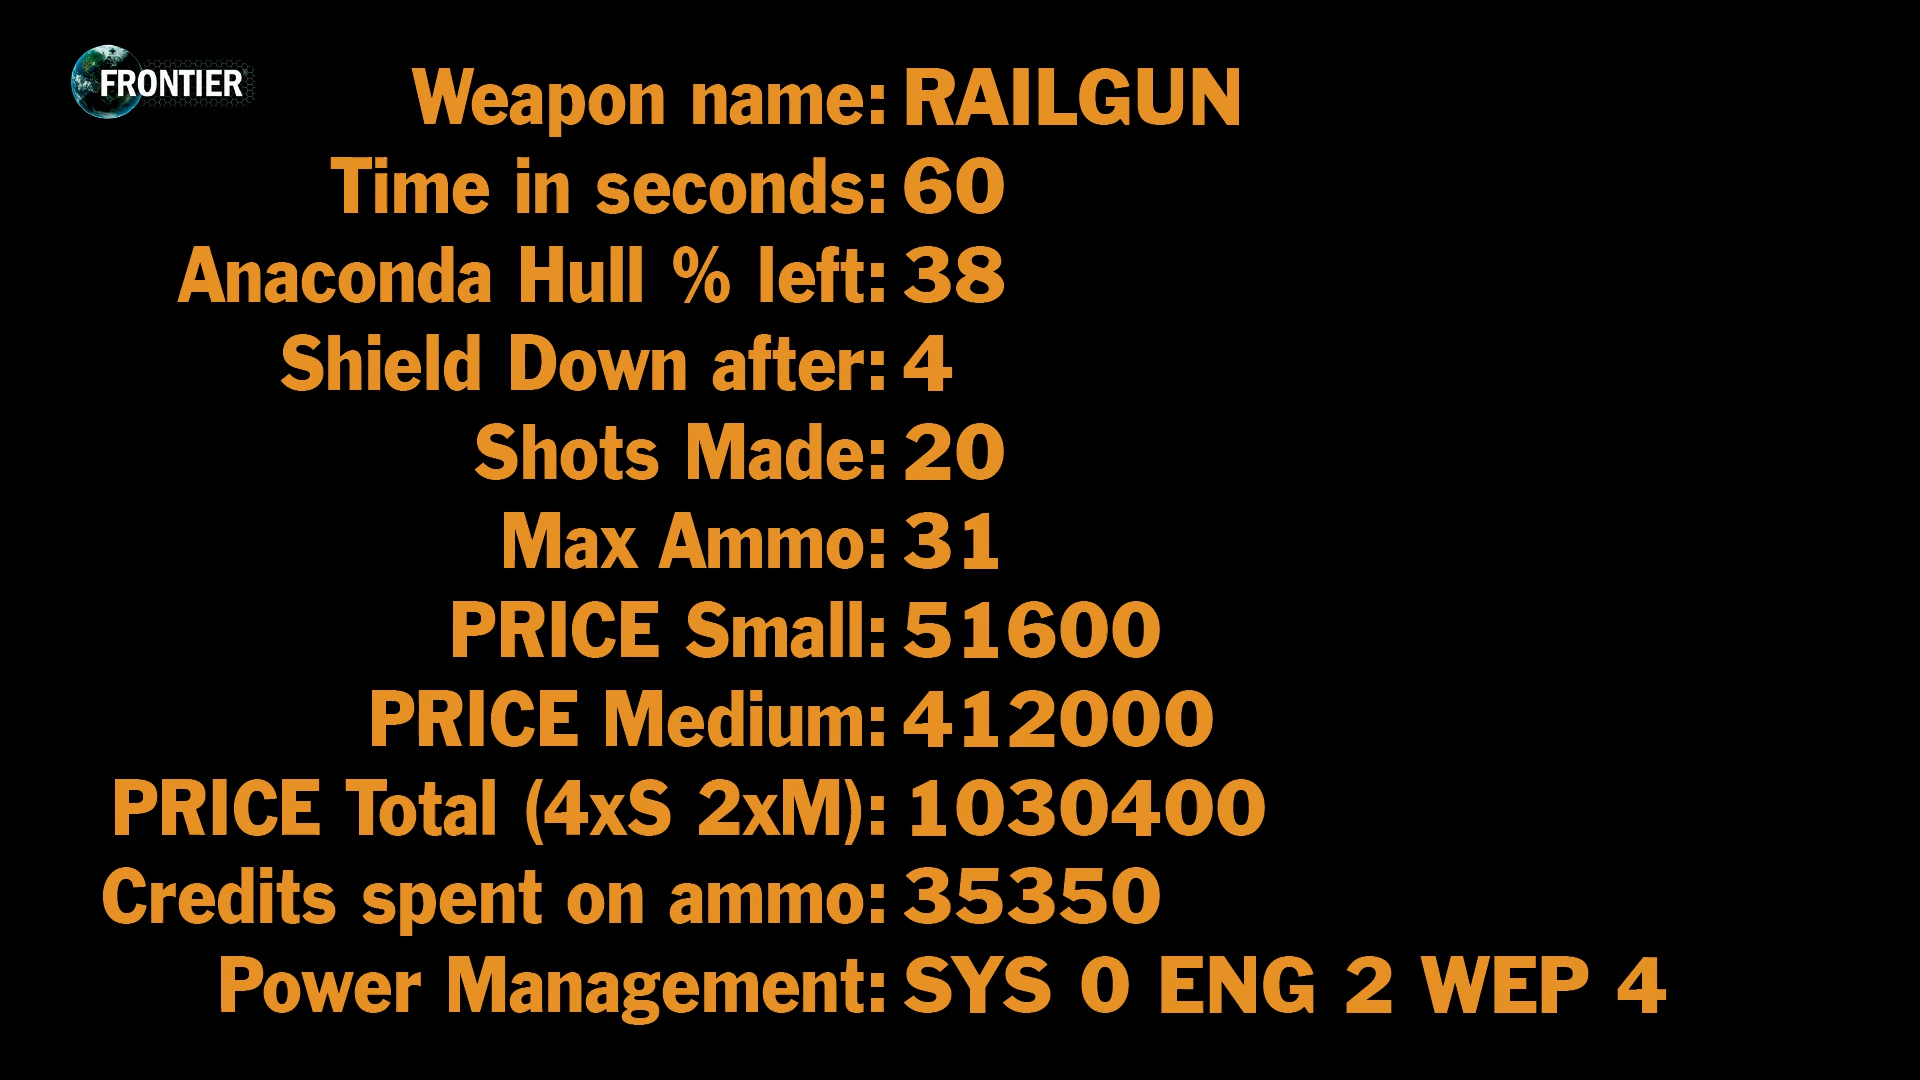 FRONTIER
Weapon name: RAILGUN
Time in seconds: 60
Anaconda Hull % left: 38
Shield Down after: 4
Shots Made: 20
Max Ammo: 31
PRICE Small: 51600
PRICE Medium: 412000
PRICE Total (4xS 2xM): 1030400
Credits spent on ammo: 35350
Power Management: SYS 0 ENG 2 WEP 4